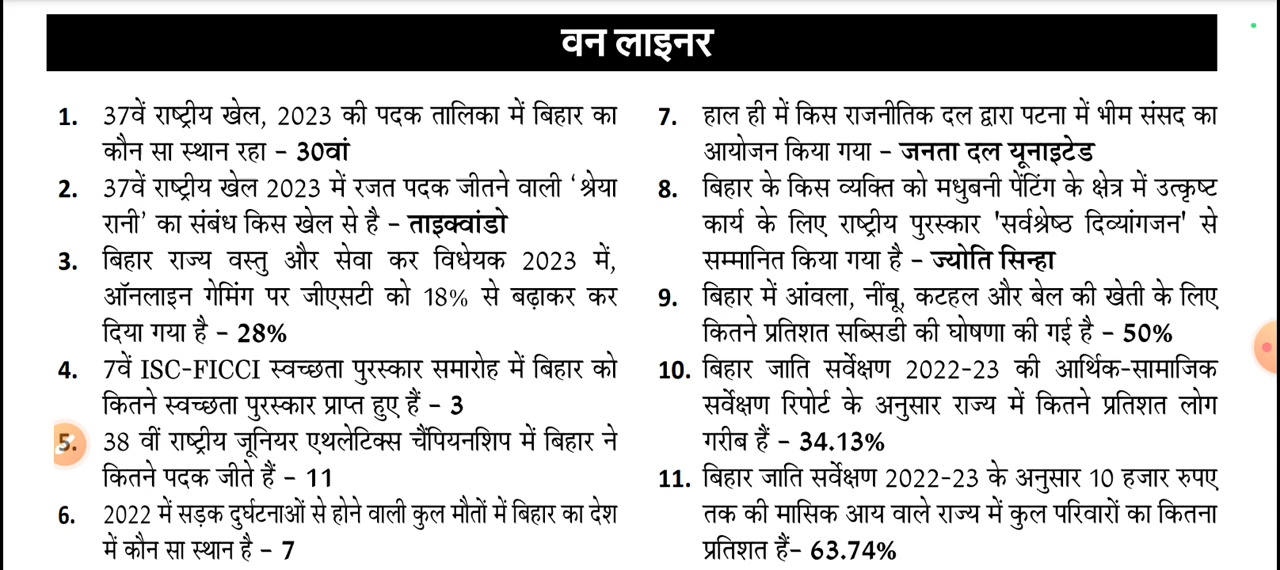 वन लाइनर
1. 37वें राष्ट्रीय खेल, 2023 की पदक तालिका में बिहार का
कौन सा स्थान रहा – 30वां
2. 37वें राष्ट्रीय खेल 2023 में रजत पदक जीतने वाली ‘श्रेया
रानी’ का संबंध किस खेल से है – ताइक्वांडो
3. बिहार राज्य वस्तु और सेवा कर विधेयक 2023 में,
ऑनलाइन गेमिंग पर जीएसटी को 18% से बढ़ाकर कर
दिया गया है – 28%
4. 7वें ISC-FICCI स्वच्छता पुरस्कार समारोह में बिहार को
कितने स्वच्छता पुरस्कार प्राप्त हुए हैं – 3
5. 38 वीं राष्ट्रीय जूनियर एथलेटिक्स चैंपियनशिप में बिहार ने
कितने पदक जीते हैं – 11
6. 2022 में सड़क दुर्घटनाओं से होने वाली कुल मौतों में बिहार का देश
में कौन सा स्थान है – 7
7. हाल ही में किस राजनीतिक दल द्वारा पटना में भीम संसद का
आयोजन किया गया – जनता दल यूनाइटेड
8. बिहार के किस व्यक्ति को मधुबनी पेंटिंग के क्षेत्र में उत्कृष्ट
कार्य के लिए राष्ट्रीय पुरस्कार 'सर्वश्रेष्ठ दिव्यांगजन' से
सम्मानित किया गया है – ज्योति सिन्हा
9. बिहार में आंवला, नींबू, कटहल और बेल की खेती के लिए
कितने प्रतिशत सब्सिडी की घोषणा की गई है – 50%
10. बिहार जाति सर्वेक्षण 2022-23 की आर्थिक-सामाजिक
सर्वेक्षण रिपोर्ट के अनुसार राज्य में कितने प्रतिशत लोग
गरीब हैं – 34.13%
11. बिहार जाति सर्वेक्षण 2022-23 के अनुसार 10 हजार रुपए
तक की मासिक आय वाले राज्य में कुल परिवारों का कितना
प्रतिशत हैं– 63.74%